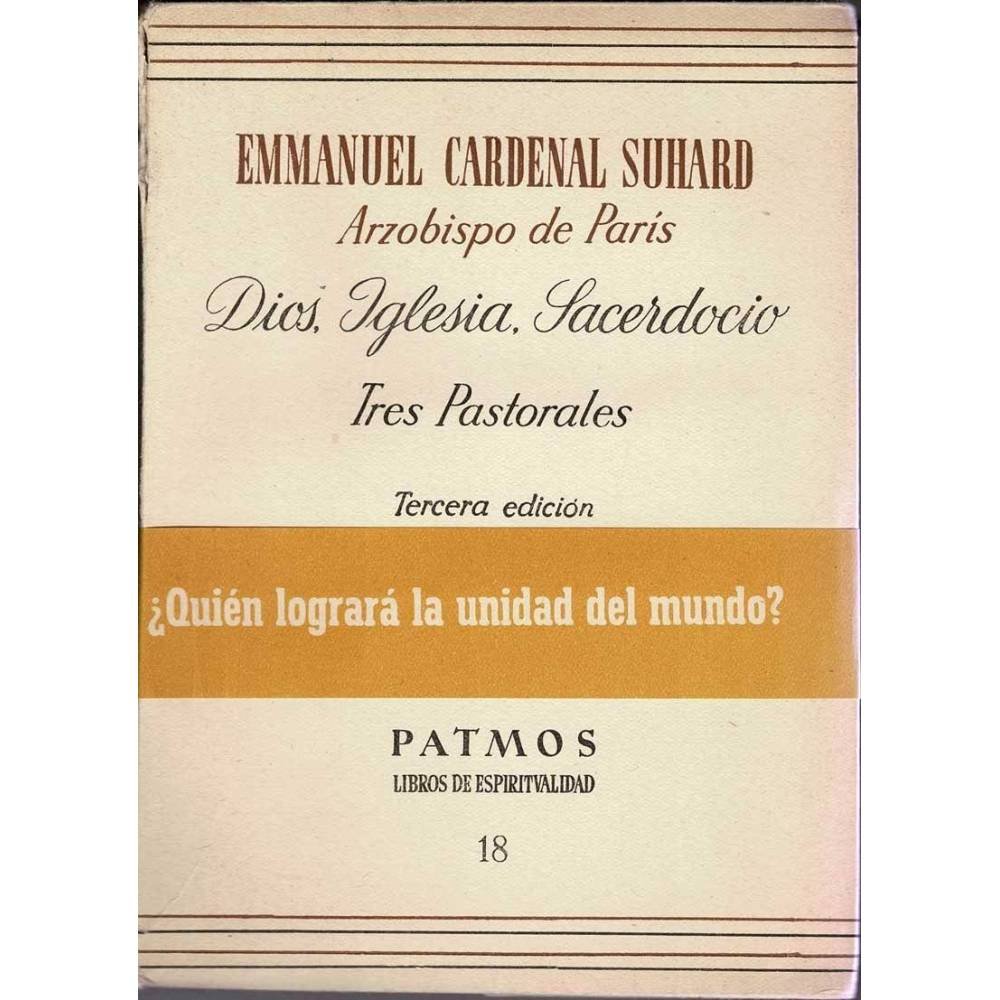 EMMANUEL CARDENAL SUHARD
Arzobispo de París
Dios, Iglesia, Sacerdocio
Tres Pastorales
Tercera edición
¿Quién logrará la unidad del mundo?
PATMOS
LIBROS DE ESPIRITVALIDAD
18